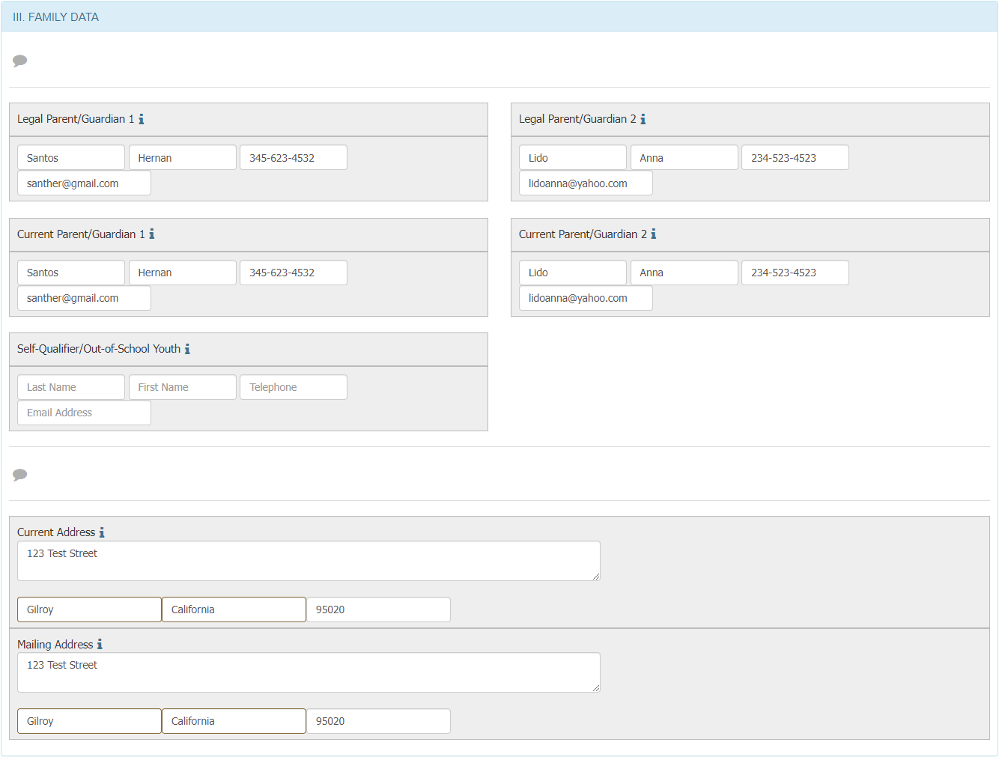 III. FAMILY DATA
Legal Parent/Guardian 1
Santos Hernan 345-623-4532
santher@gmail.com
Legal Parent/Guardian 2
Lido Anna 234-523-4523
lidoanna@yahoo.com
Current Parent/Guardian 1
Santos Hernan 345-623-4532
santher@gmail.com
Current Parent/Guardian 2
Lido Anna 234-523-4523
lidoanna@yahoo.com
Self-Qualifier/Out-of-School Youth
Last Name First Name Telephone
Email Address
Current Address
123 Test Street
Gilroy California 95020
Mailing Address
123 Test Street
Gilroy California 95020